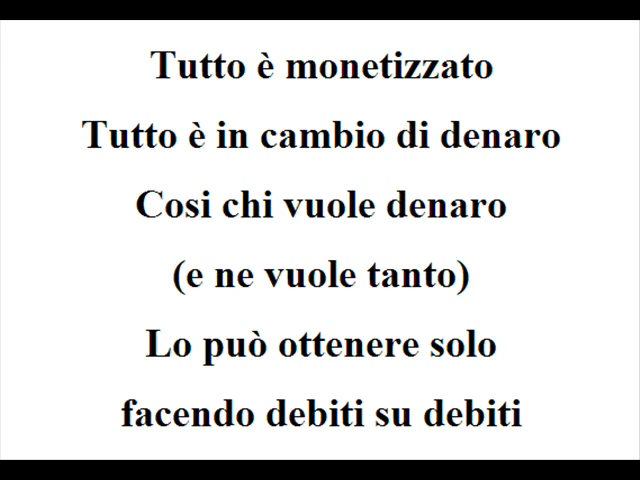 Tutto è monetizzato
Tutto è in cambio di denaro
Cosi chi vuole denaro
(e ne vuole tanto)
Lo può ottenere solo
facendo debiti su debiti